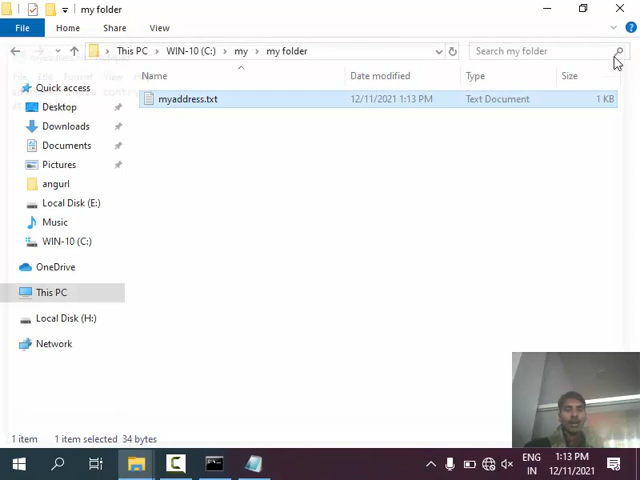 my folder
File
Home
Share
View
This PC
WIN-10 (C:)
my
my folder
Search my folder
Name
Date modified
Type
Size
myaddress.txt
12/11/2021 1:13 PM
Text Document
1 KB
Quick access
Desktop
Downloads
Documents
Pictures
angurl
Local Disk (E:)
Music
WIN-10 (C:)
OneDrive
This PC
Local Disk (H:)
Network
1 item
1 item selected 34 bytes
ENG
IN
1:13 PM
12/11/2021